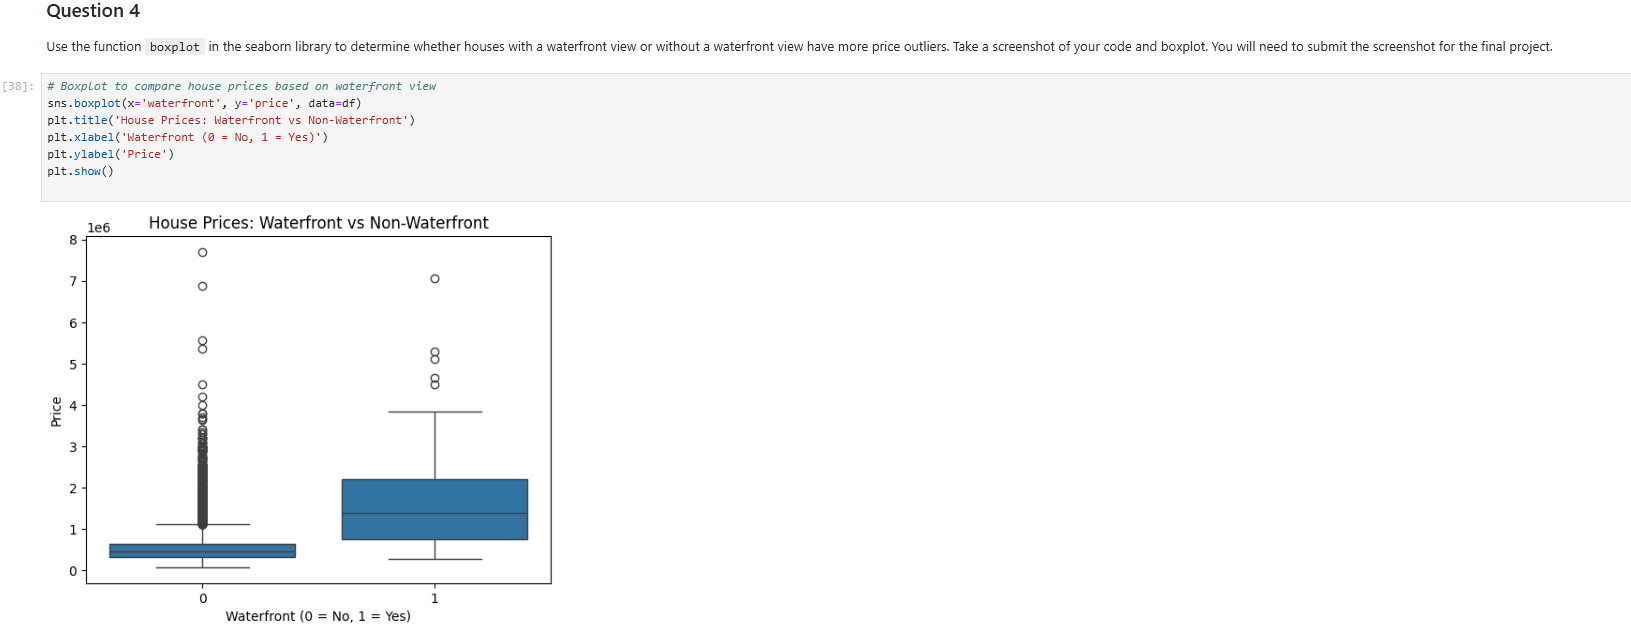 Question 4
Use the function boxplot in the seaborn library to determine whether houses with a waterfront view or without a waterfront view have more price outliers. Take a screenshot of your code and boxplot. You will need to submit the screenshot for the final project.
[38]: # Boxplot to compare house prices based on waterfront view
sns.boxplot(x='waterfront', y='price', data=df)
plt.title('House Prices: Waterfront vs Non-Waterfront')
plt.xlabel('Waterfront (0 = No, 1 = Yes)')
plt.ylabel('Price')
plt.show()
House Prices: Waterfront vs Non-Waterfront
1e6
8
7
6
5
4
3
2
1
0
Price
0 1
Waterfront (0 = No, 1 = Yes)